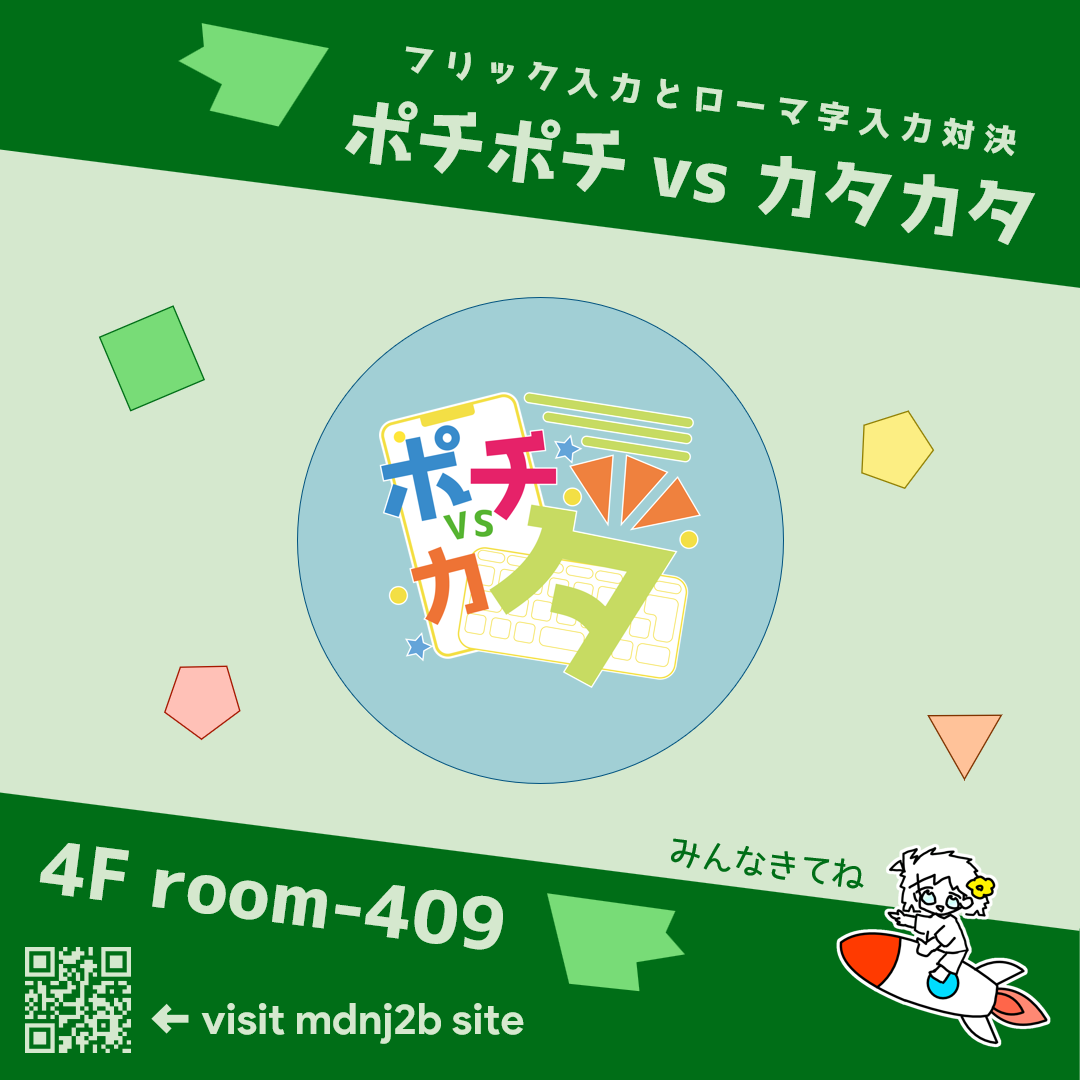 フリック入力とローマ字入力対決
ポチポチ vs カタカタ
ポチ
vs
カタ
みんなきてね
4F room-409
← visit mdnj2b site